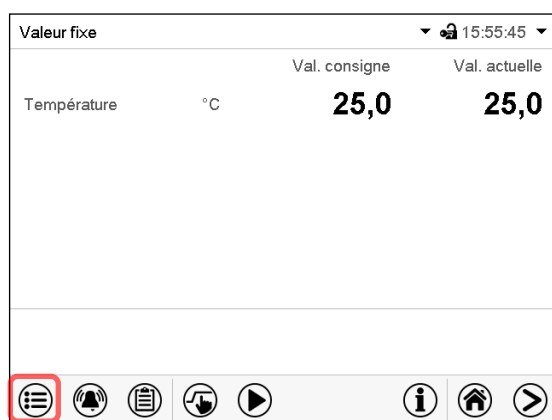 Valeur fixe 15:55:45
Val. consigne Val. actuelle
Température °C 25,0 25,0